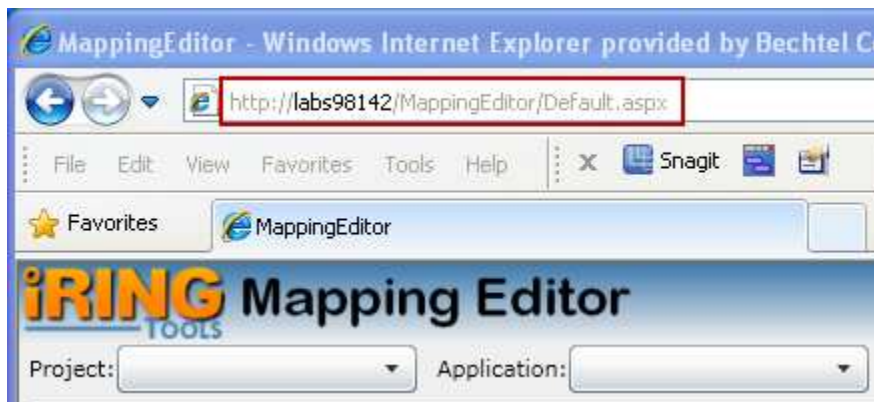 MappingEditor - Windows Internet Explorer provided by Bechtel C
http://labs98142/MappingEditor/Default.aspx
File Edit View Favorites Tools Help x Snagit
Favorites MappingEditor
iRING TOOLS Mapping Editor
Project: Application: